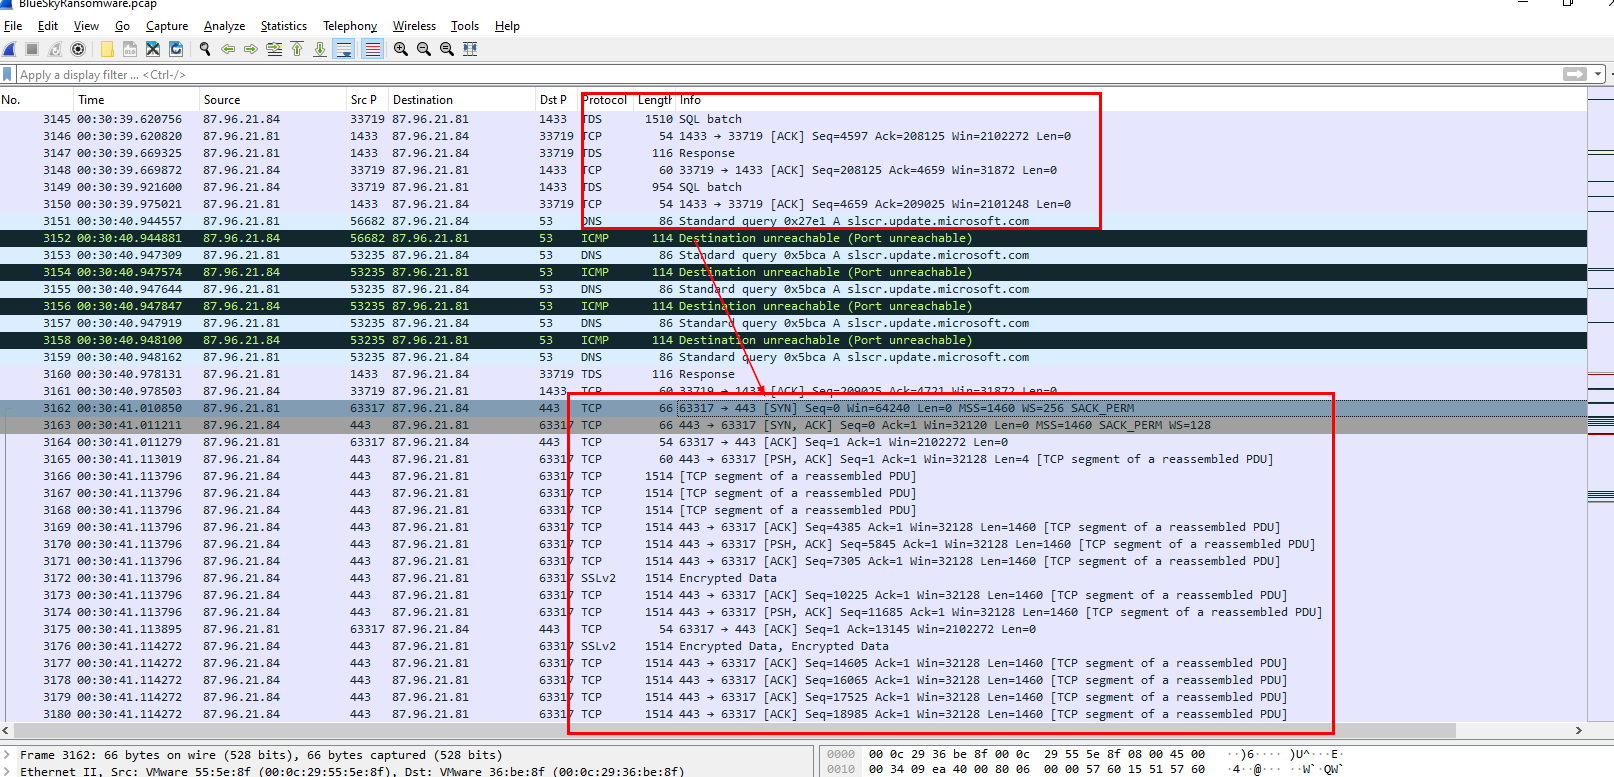 BlueSkyRansomware.pcap
File Edit View Go Capture Analyze Statistics Telephony Wireless Tools Help
Apply a display filter ... <Ctrl-/>
No. Time Source Src P Destination Dst P Protocol Length Info
3145 00:30:39.620756 87.96.21.84 33719 87.96.21.81 1433 TDS 1510 SQL batch
3146 00:30:39.620820 87.96.21.81 1433 87.96.21.84 33719 TCP 54 1433 → 33719 [ACK] Seq=4597 Ack=208125 Win=2102272 Len=0
3147 00:30:39.669325 87.96.21.81 1433 87.96.21.84 33719 TDS 116 Response
3148 00:30:39.669872 87.96.21.84 33719 87.96.21.81 1433 TCP 60 33719 → 1433 [ACK] Seq=208125 Ack=4659 Win=31872 Len=0
3149 00:30:39.921600 87.96.21.84 33719 87.96.21.81 1433 TDS 954 SQL batch
3150 00:30:39.975021 87.96.21.81 1433 87.96.21.84 33719 TCP 54 1433 → 33719 [ACK] Seq=4659 Ack=209025 Win=2101248 Len=0
3151 00:30:40.944557 87.96.21.81 56682 87.96.21.84 53 DNS 86 Standard query 0x27e1 A slscr.update.microsoft.com
3152 00:30:40.944881 87.96.21.84 56682 87.96.21.81 53 ICMP 114 Destination unreachable (Port unreachable)
3153 00:30:40.947309 87.96.21.81 53235 87.96.21.84 53 DNS 86 Standard query 0x5bca A slscr.update.microsoft.com
3154 00:30:40.947574 87.96.21.84 53235 87.96.21.81 53 ICMP 114 Destination unreachable (Port unreachable)
3155 00:30:40.947644 87.96.21.81 53235 87.96.21.84 53 DNS 86 Standard query 0x5bca A slscr.update.microsoft.com
3156 00:30:40.947847 87.96.21.84 53235 87.96.21.81 53 ICMP 114 Destination unreachable (Port unreachable)
3157 00:30:40.947919 87.96.21.81 53235 87.96.21.84 53 DNS 86 Standard query 0x5bca A slscr.update.microsoft.com
3158 00:30:40.948100 87.96.21.84 53235 87.96.21.81 53 ICMP 114 Destination unreachable (Port unreachable)
3159 00:30:40.948162 87.96.21.81 53235 87.96.21.84 53 DNS 86 Standard query 0x5bca A slscr.update.microsoft.com
3160 00:30:40.978131 87.96.21.81 1433 87.96.21.84 33719 TDS 116 Response
3161 00:30:40.978503 87.96.21.84 33719 87.96.21.81 1433 TCP 60 33719 → 1433 [ACK] Seq=209025 Ack=4721 Win=31872 Len=0
3162 00:30:41.010850 87.96.21.81 63317 87.96.21.84 443 TCP 66 63317 → 443 [SYN] Seq=0 Win=64240 Len=0 MSS=1460 WS=256 SACK_PERM
3163 00:30:41.011211 87.96.21.84 443 87.96.21.81 63317 TCP 66 443 → 63317 [SYN, ACK] Seq=0 Ack=1 Win=32120 Len=0 MSS=1460 SACK_PERM WS=128
3164 00:30:41.011279 87.96.21.81 63317 87.96.21.84 443 TCP 54 63317 → 443 [ACK] Seq=1 Ack=1 Win=2102272 Len=0
3165 00:30:41.113019 87.96.21.84 443 87.96.21.81 63317 TCP 60 443 → 63317 [PSH, ACK] Seq=1 Ack=1 Win=32128 Len=4 [TCP segment of a reassembled PDU]
3166 00:30:41.113796 87.96.21.84 443 87.96.21.81 63317 TCP 1514 [TCP segment of a reassembled PDU]
3167 00:30:41.113796 87.96.21.84 443 87.96.21.81 63317 TCP 1514 [TCP segment of a reassembled PDU]
3168 00:30:41.113796 87.96.21.84 443 87.96.21.81 63317 TCP 1514 [TCP segment of a reassembled PDU]
3169 00:30:41.113796 87.96.21.84 443 87.96.21.81 63317 TCP 1514 443 → 63317 [ACK] Seq=4385 Ack=1 Win=32128 Len=1460 [TCP segment of a reassembled PDU]
3170 00:30:41.113796 87.96.21.84 443 87.96.21.81 63317 TCP 1514 443 → 63317 [PSH, ACK] Seq=5845 Ack=1 Win=32128 Len=1460 [TCP segment of a reassembled PDU]
3171 00:30:41.113796 87.96.21.84 443 87.96.21.81 63317 TCP 1514 443 → 63317 [ACK] Seq=7305 Ack=1 Win=32128 Len=1460 [TCP segment of a reassembled PDU]
3172 00:30:41.113796 87.96.21.84 443 87.96.21.81 63317 SSLv2 1514 Encrypted Data
3173 00:30:41.113796 87.96.21.84 443 87.96.21.81 63317 TCP 1514 443 → 63317 [ACK] Seq=10225 Ack=1 Win=32128 Len=1460 [TCP segment of a reassembled PDU]
3174 00:30:41.113796 87.96.21.84 443 87.96.21.81 63317 TCP 1514 443 → 63317 [PSH, ACK] Seq=11685 Ack=1 Win=32128 Len=1460 [TCP segment of a reassembled PDU]
3175 00:30:41.113895 87.96.21.81 63317 87.96.21.84 443 TCP 54 63317 → 443 [ACK] Seq=1 Ack=13145 Win=2102272 Len=0
3176 00:30:41.114272 87.96.21.84 443 87.96.21.81 63317 SSLv2 1514 Encrypted Data, Encrypted Data
3177 00:30:41.114272 87.96.21.84 443 87.96.21.81 63317 TCP 1514 443 → 63317 [ACK] Seq=14605 Ack=1 Win=32128 Len=1460 [TCP segment of a reassembled PDU]
3178 00:30:41.114272 87.96.21.84 443 87.96.21.81 63317 TCP 1514 443 → 63317 [ACK] Seq=16065 Ack=1 Win=32128 Len=1460 [TCP segment of a reassembled PDU]
3179 00:30:41.114272 87.96.21.84 443 87.96.21.81 63317 TCP 1514 443 → 63317 [ACK] Seq=17525 Ack=1 Win=32128 Len=1460 [TCP segment of a reassembled PDU]
3180 00:30:41.114272 87.96.21.84 443 87.96.21.81 63317 TCP 1514 443 → 63317 [ACK] Seq=18985 Ack=1 Win=32128 Len=1460 [TCP segment of a reassembled PDU]
Frame 3162: 66 bytes on wire (528 bits), 66 bytes captured (528 bits)
Ethernet II, Src: VMware 55:5e:8f (00:0c:29:55:5e:8f), Dst: VMware 36:be:8f (00:0c:29:36:be:8f)
0000 00 0c 29 36 be 8f 00 0c 29 55 5e 8f 08 00 45 00 ··)6···· )U^···E·
0010 00 34 09 ea 40 00 80 06 00 00 57 60 15 51 57 60 ·4··@··· ··W`·QW`